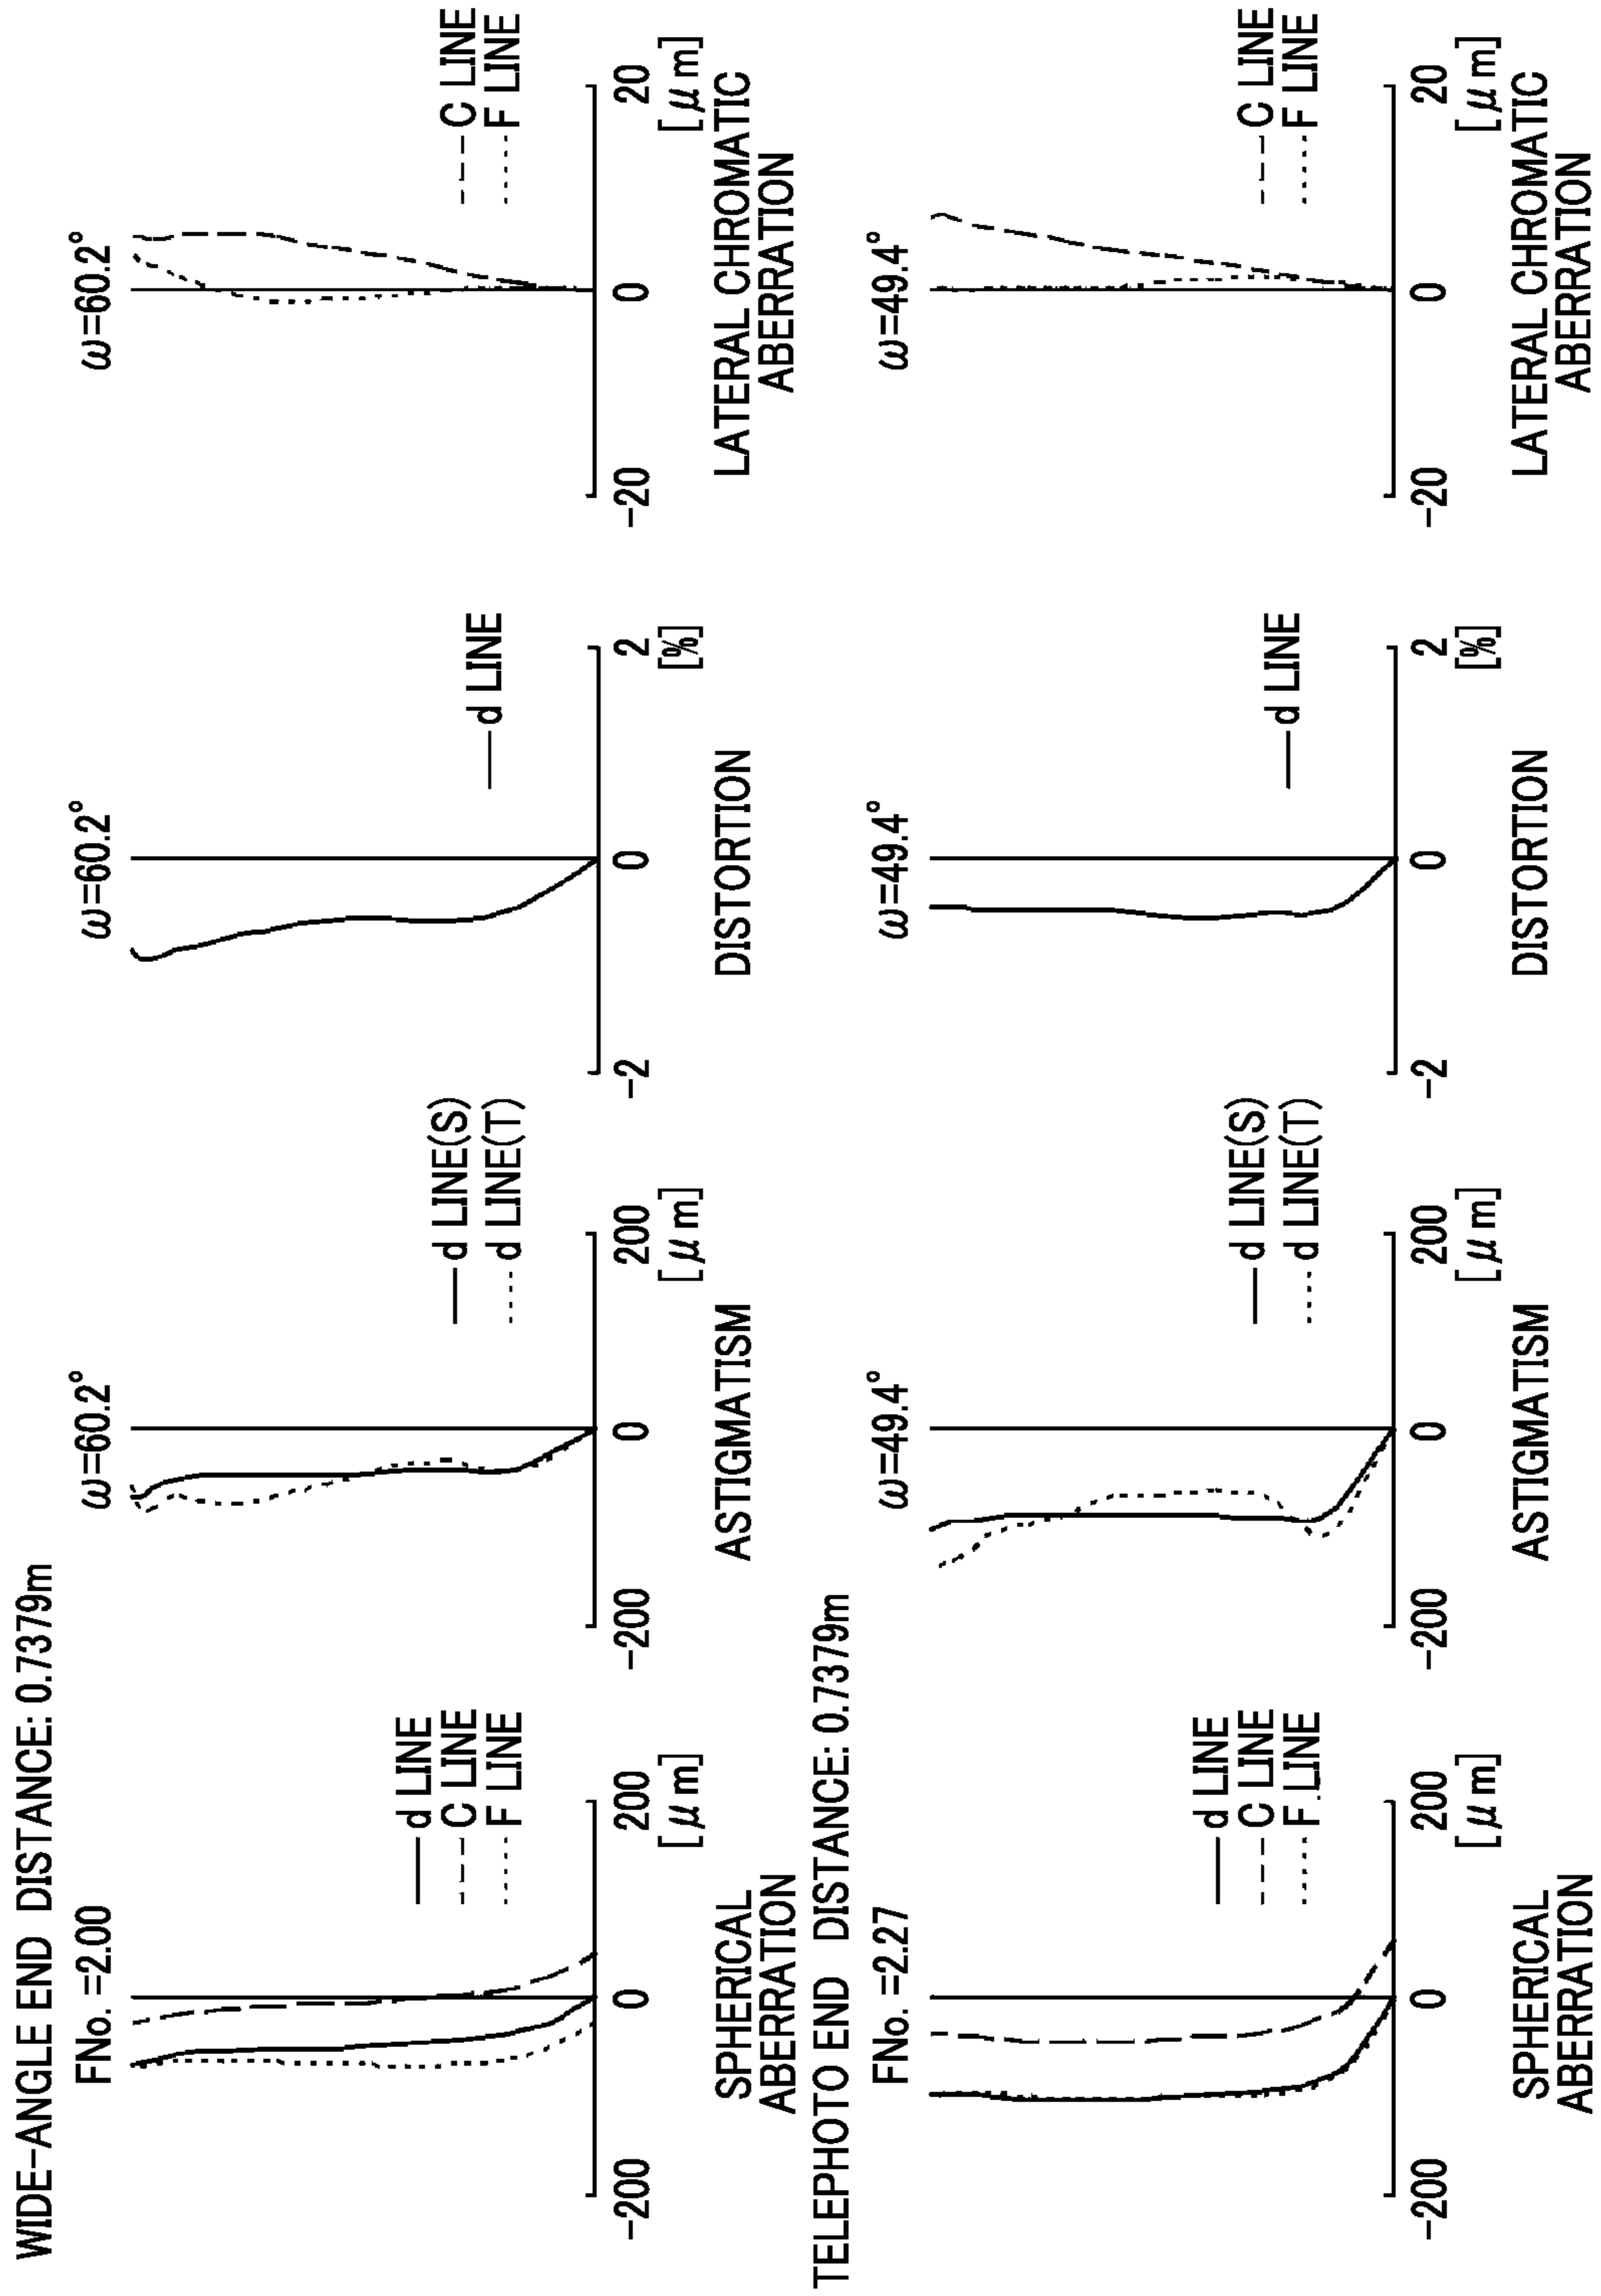 WIDE-ANGLE END DISTANCE: 0.7379m
FNo. =2.00
d LINE
C LINE
F LINE
-200 0 200
[μm]
SPHERICAL
ABERRATION
ω=60.2°
d LINE(S)
d LINE(T)
-200 0 200
[μm]
ASTIGMATISM
ω=60.2°
d LINE
-2 0 2
[%]
DISTORTION
ω=60.2°
C LINE
F LINE
-20 0 20
[μm]
LATERAL CHROMATIC
ABERRATION
TELEPHOTO END DISTANCE: 0.7379m
FNo. =2.27
d LINE
C LINE
F LINE
-200 0 200
[μm]
SPHERICAL
ABERRATION
ω=49.4°
d LINE(S)
d LINE(T)
-200 0 200
[μm]
ASTIGMATISM
ω=49.4°
d LINE
-2 0 2
[%]
DISTORTION
ω=49.4°
C LINE
F LINE
-20 0 20
[μm]
LATERAL CHROMATIC
ABERRATION